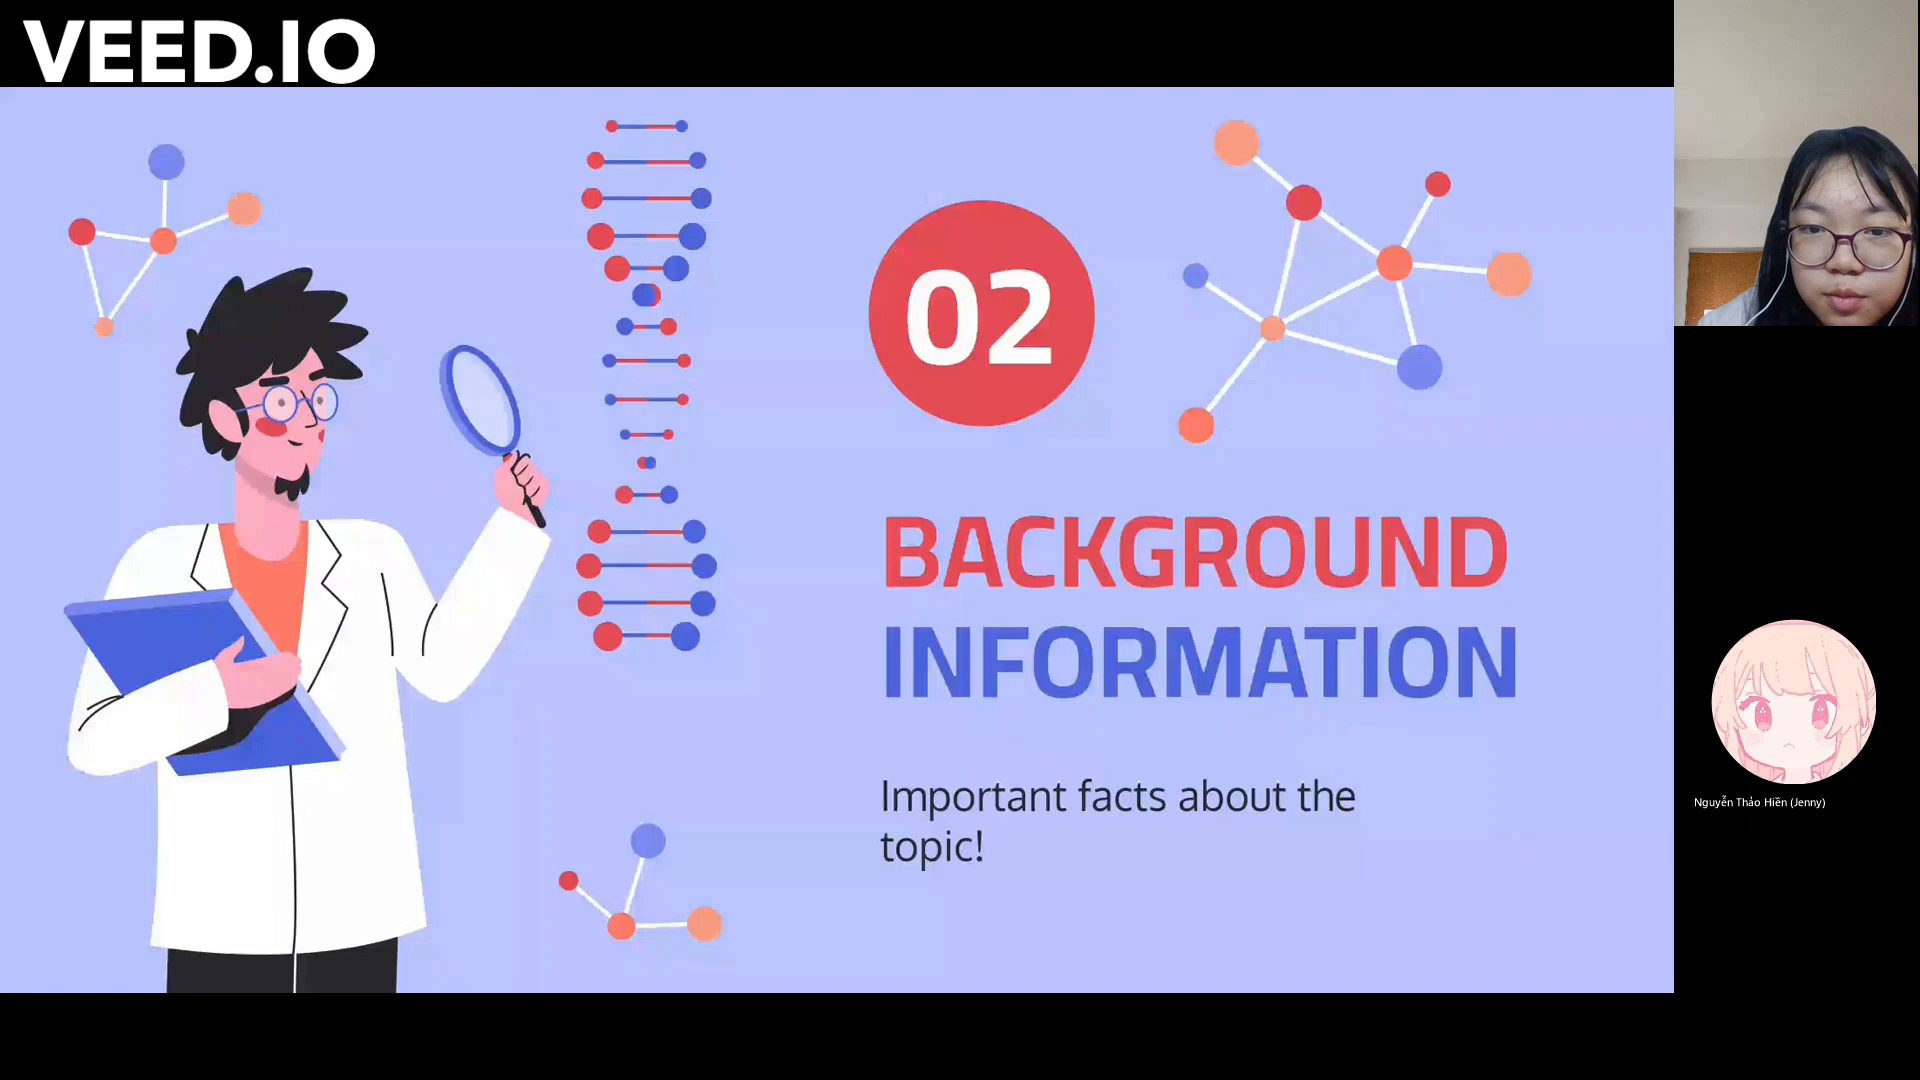 VEED.IO
02
BACKGROUND
INFORMATION
Important facts about the
topic!
Nguyễn Thảo Hiền (Jenny)